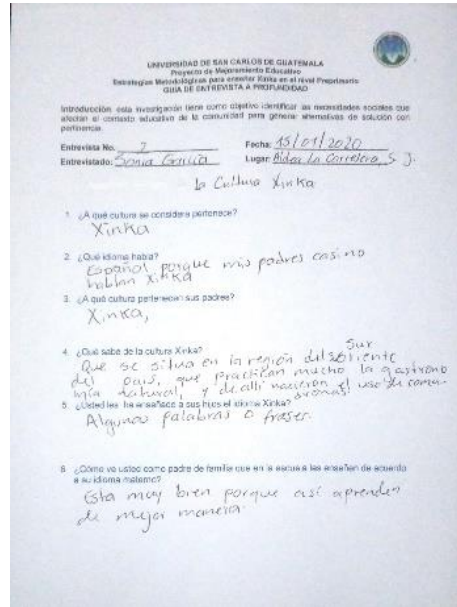 UNIVERSIDAD DE SAN CARLOS DE GUATEMALA
Proyecto de Mejoramiento Educativo
Estrategias Metodológicas para enseñar Xinka en el nivel Preprimario
GUÍA DE ENTREVISTA A PROFUNDIDAD
Introducción: esta investigación tiene como objetivo identificar las necesidades sociales que
afectan el contexto educativo de la comunidad para generar alternativas de solución con
pertinencia.
Entrevista No. 2 Fecha: 15/01/2020
Entrevistado: Sonia García Lugar: Aldea La Corredera, S J.
la Cultura Xinka
1. ¿A qué cultura se considera pertenece?
Xinka
2. ¿Qué idioma habla?
Español porque mis padres casi no
hablan Xinka
3. ¿A qué cultura pertenecen sus padres?
Xinka,
4. ¿Qué sabe de la cultura Xinka?
Que se situa en la región del sur oriente
del pais, que practican mucho la gastrono
mía natural, y de alli nacieron el uso de coma-
dronas.
5. ¿Usted les ha enseñado a sus hijos el idioma Xinka?
Algunas palabras o frases.
6. ¿Cómo ve usted como padre de familia que en la escuela les enseñen de acuerdo
a su idioma materno?
Esta muy bien porque así aprenden
de mejor manera.